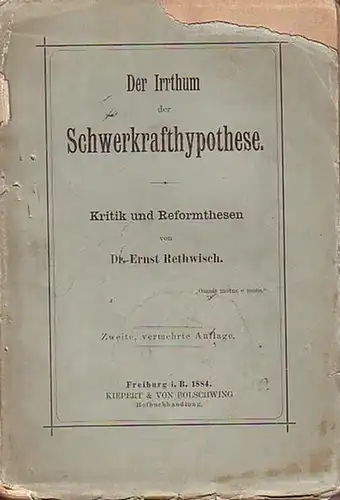 Der Irrthum
der
Schwerkrafthypothese.
Kritik und Reformthesen
von
Dr. Ernst Rethwisch.
„Omnis motus e motu.“
Zweite, vermehrte Auflage.
Freiburg i. B. 1884.
KIEPERT & VON BOLSCHWING
Hofbuchhandlung.